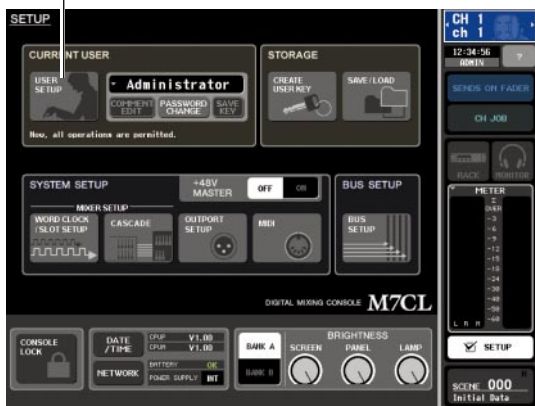 SETUP
CURRENT USER
USER SETUP
Administrator
COMMENT EDIT
PASSWORD CHANGE
SAVE KEY
Now, all operations are permitted.
STORAGE
CREATE USER KEY
SAVE/LOAD
SYSTEM SETUP
+48V MASTER
OFF
ON
MIXER SETUP
WORD CLOCK /SLOT SETUP
CASCADE
OUTPORT SETUP
MIDI
BUS SETUP
BUS SETUP
DIGITAL MIXING CONSOLE M7CL
CONSOLE LOCK
DATE /TIME
NETWORK
CPUP V1.00
CPUM V1.00
BATTERY OK
POWER SUPPLY INT
BANK A
BANK B
BRIGHTNESS
SCREEN
PANEL
LAMP
CH 1
ch 1
12:34:56
ADMIN
?
SENDS ON FADER
CH JOB
RACK
MONITOR
METER
Σ
OVER
-3
-6
-9
-12
-15
-18
-24
-30
-40
-50
-60
L R M
SETUP
SCENE 000
R
Initial Data